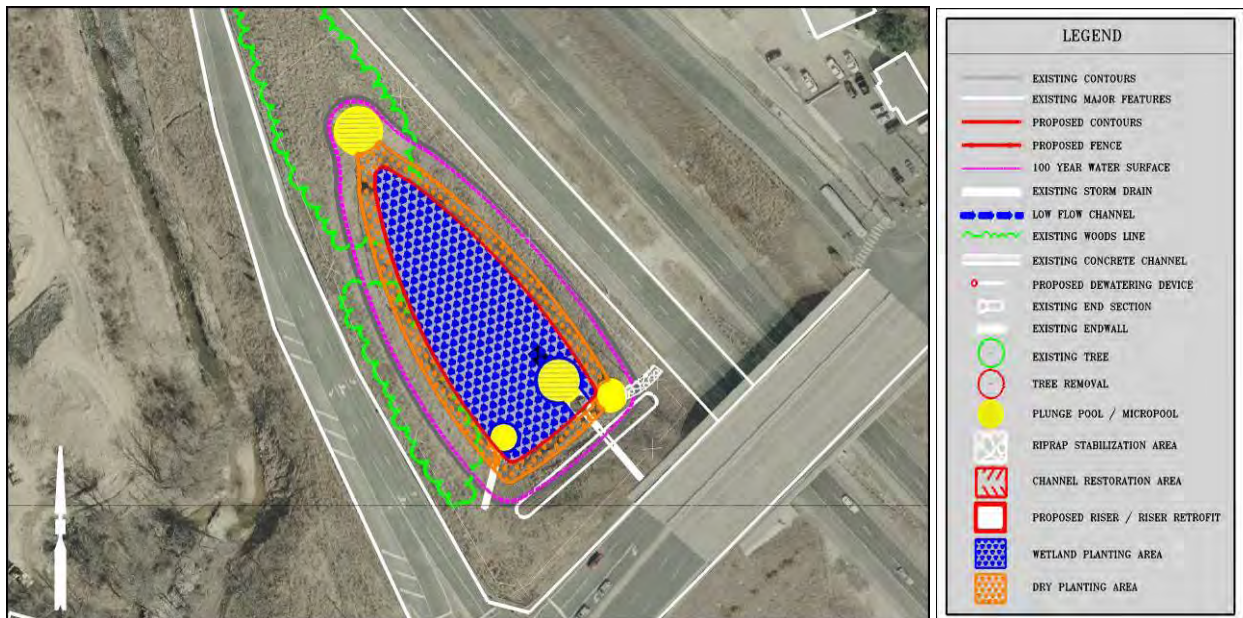 LEGEND
EXISTING CONTOURS
EXISTING MAJOR FEATURES
PROPOSED CONTOURS
PROPOSED FENCE
100 YEAR WATER SURFACE
EXISTING STORM DRAIN
LOW FLOW CHANNEL
EXISTING WOODS LINE
EXISTING CONCRETE CHANNEL
PROPOSED DEWATERING DEVICE
EXISTING END SECTION
EXISTING ENDWALL
EXISTING TREE
TREE REMOVAL
PLUNGE POOL / MICROPOOL
RIPRAP STABILIZATION AREA
CHANNEL RESTORATION AREA
PROPOSED RISER / RISER RETROFIT
WETLAND PLANTING AREA
DRY PLANTING AREA